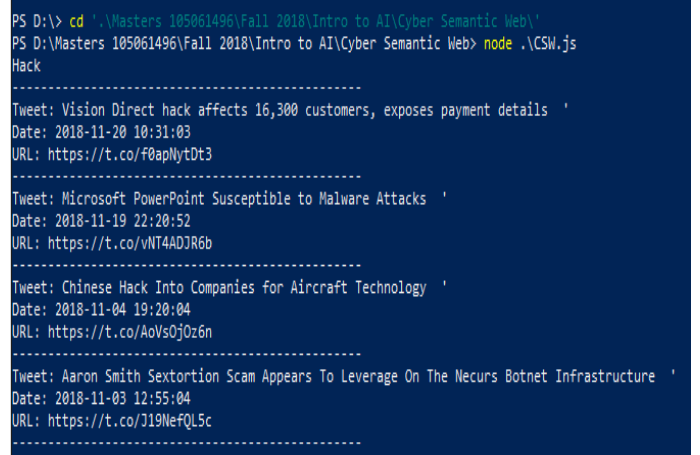 PS D:\> cd '.\Masters 105061496\Fall 2018\Intro to AI\Cyber Semantic Web\'
PS D:\Masters 105061496\Fall 2018\Intro to AI\Cyber Semantic Web> node .\CSW.js
Hack
------------------------------------------------
Tweet: Vision Direct hack affects 16,300 customers, exposes payment details  '
Date: 2018-11-20 10:31:03
URL: https://t.co/f0apNytDt3
------------------------------------------------
Tweet: Microsoft PowerPoint Susceptible to Malware Attacks  '
Date: 2018-11-19 22:20:52
URL: https://t.co/vNT4ADJR6b
------------------------------------------------
Tweet: Chinese Hack Into Companies for Aircraft Technology  '
Date: 2018-11-04 19:20:04
URL: https://t.co/AoVsOjOz6n
------------------------------------------------
Tweet: Aaron Smith Sextortion Scam Appears To Leverage On The Necurs Botnet Infrastructure  '
Date: 2018-11-03 12:55:04
URL: https://t.co/J19NefQL5c
------------------------------------------------